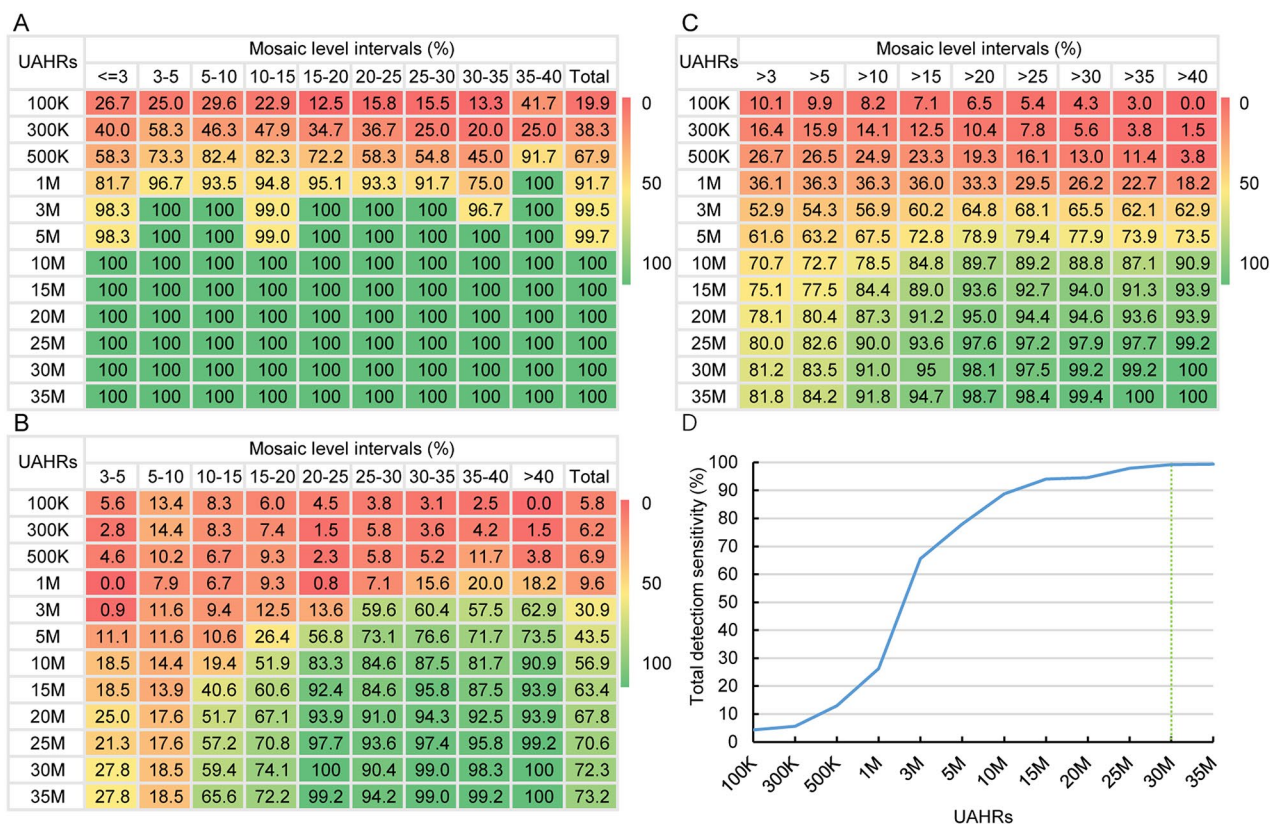 A
UAHRs Mosaic level intervals (%)
<=3 3-5 5-10 10-15 15-20 20-25 25-30 30-35 35-40 Total
100K 26.7 25.0 29.6 22.9 12.5 15.8 15.5 13.3 41.7 19.9
300K 40.0 58.3 46.3 47.9 34.7 36.7 25.0 20.0 25.0 38.3
500K 58.3 73.3 82.4 82.3 72.2 58.3 54.8 45.0 91.7 67.9
1M 81.7 96.7 93.5 94.8 95.1 93.3 91.7 75.0 100 91.7
3M 98.3 100 100 99.0 100 100 100 96.7 100 99.5
5M 98.3 100 100 99.0 100 100 100 100 100 99.7
10M 100 100 100 100 100 100 100 100 100 100
15M 100 100 100 100 100 100 100 100 100 100
20M 100 100 100 100 100 100 100 100 100 100
25M 100 100 100 100 100 100 100 100 100 100
30M 100 100 100 100 100 100 100 100 100 100
35M 100 100 100 100 100 100 100 100 100 100
0
50
100
B
UAHRs Mosaic level intervals (%)
3-5 5-10 10-15 15-20 20-25 25-30 30-35 35-40 >40 Total
100K 5.6 13.4 8.3 6.0 4.5 3.8 3.1 2.5 0.0 5.8
300K 2.8 14.4 8.3 7.4 1.5 5.8 3.6 4.2 1.5 6.2
500K 4.6 10.2 6.7 9.3 2.3 5.8 5.2 11.7 3.8 6.9
1M 0.0 7.9 6.7 9.3 0.8 7.1 15.6 20.0 18.2 9.6
3M 0.9 11.6 9.4 12.5 13.6 59.6 60.4 57.5 62.9 30.9
5M 11.1 11.6 10.6 26.4 56.8 73.1 76.6 71.7 73.5 43.5
10M 18.5 14.4 19.4 51.9 83.3 84.6 87.5 81.7 90.9 56.9
15M 18.5 13.9 40.6 60.6 92.4 84.6 95.8 87.5 93.9 63.4
20M 25.0 17.6 51.7 67.1 93.9 91.0 94.3 92.5 93.9 67.8
25M 21.3 17.6 57.2 70.8 97.7 93.6 97.4 95.8 99.2 70.6
30M 27.8 18.5 59.4 74.1 100 90.4 99.0 98.3 100 72.3
35M 27.8 18.5 65.6 72.2 99.2 94.2 99.0 99.2 100 73.2
0
50
100
C
UAHRs Mosaic level intervals (%)
>3 >5 >10 >15 >20 >25 >30 >35 >40
100K 10.1 9.9 8.2 7.1 6.5 5.4 4.3 3.0 0.0
300K 16.4 15.9 14.1 12.5 10.4 7.8 5.6 3.8 1.5
500K 26.7 26.5 24.9 23.3 19.3 16.1 13.0 11.4 3.8
1M 36.1 36.3 36.3 36.0 33.3 29.5 26.2 22.7 18.2
3M 52.9 54.3 56.9 60.2 64.8 68.1 65.5 62.1 62.9
5M 61.6 63.2 67.5 72.8 78.9 79.4 77.9 73.9 73.5
10M 70.7 72.7 78.5 84.8 89.7 89.2 88.8 87.1 90.9
15M 75.1 77.5 84.4 89.0 93.6 92.7 94.0 91.3 93.9
20M 78.1 80.4 87.3 91.2 95.0 94.4 94.6 93.6 93.9
25M 80.0 82.6 90.0 93.6 97.6 97.2 97.9 97.7 99.2
30M 81.2 83.5 91.0 95 98.1 97.5 99.2 99.2 100
35M 81.8 84.2 91.8 94.7 98.7 98.4 99.4 100 100
0
50
100
D
Total detectiom sensitivity (%)
100
90
80
70
60
50
40
30
20
10
0
100K 300K 500K 1M 3M 5M 10M 15M 20M 25M 30M 35M
UAHRs